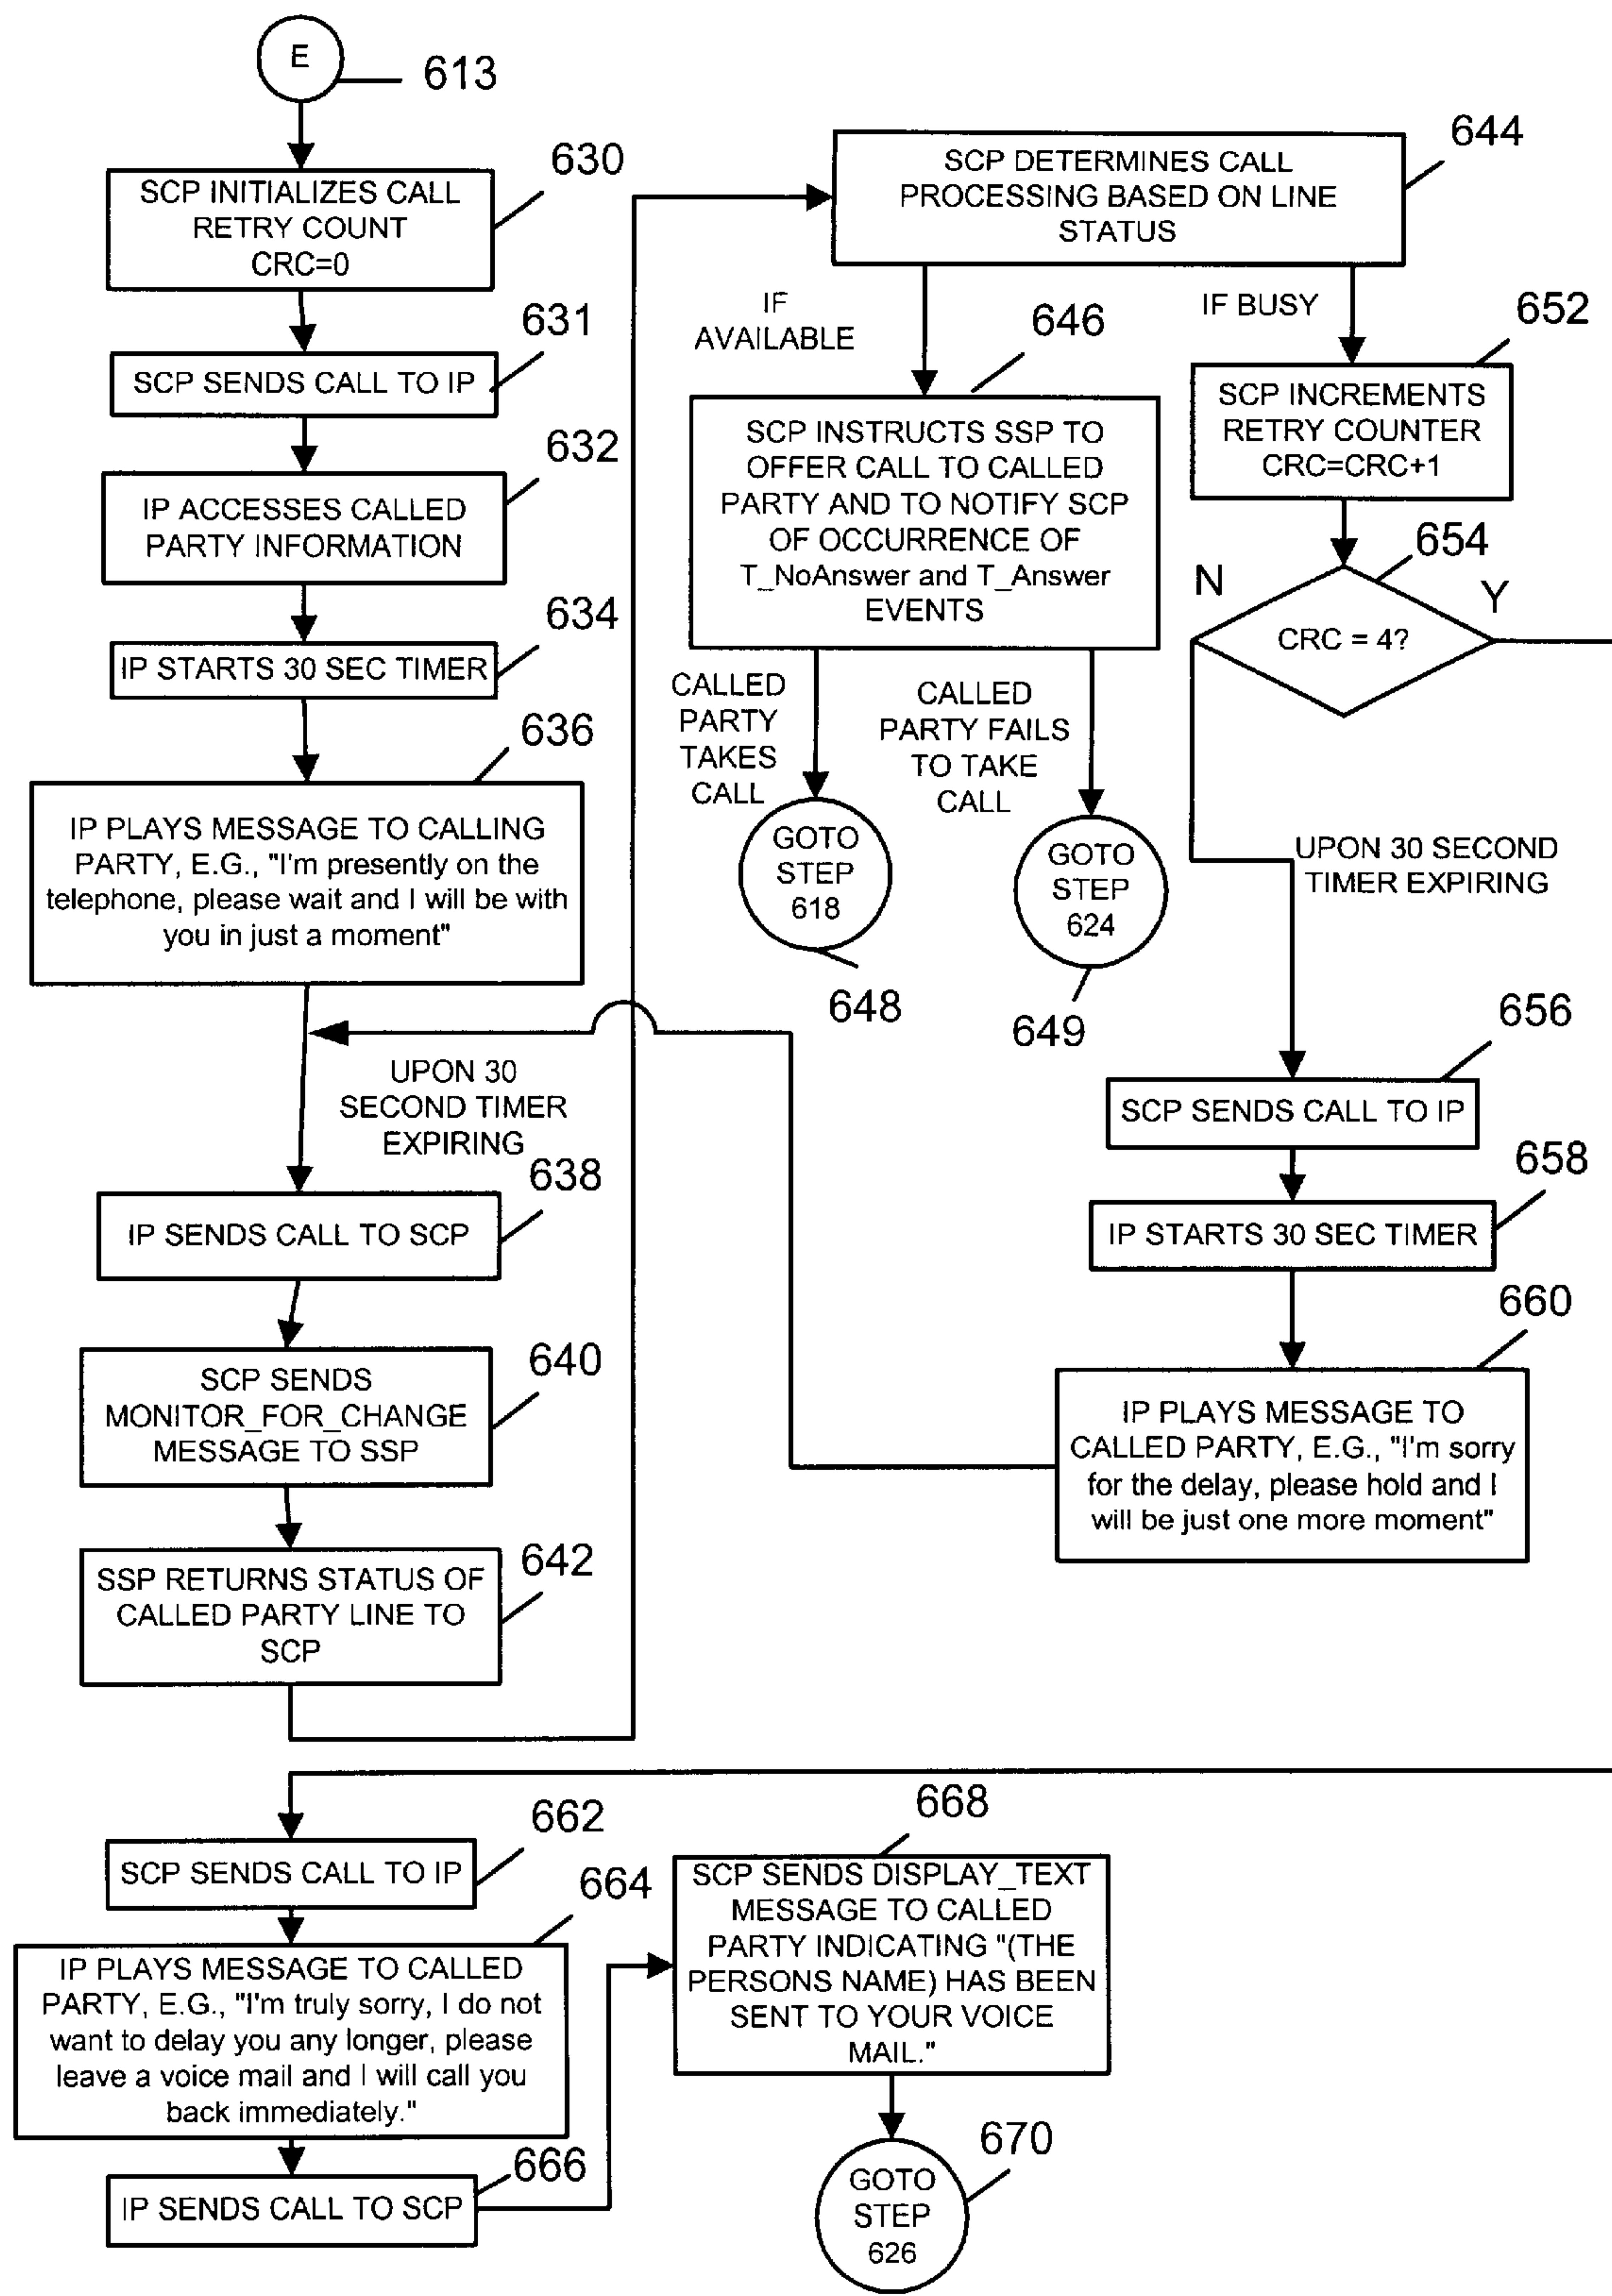 E
613
SCP INITIALIZES CALL
RETRY COUNT
CRC=0
630
SCP SENDS CALL TO IP
631
IP ACCESSES CALLED
PARTY INFORMATION
632
IP STARTS 30 SEC TIMER
634
636
IP PLAYS MESSAGE TO CALLING
PARTY, E.G., "I'm presently on the
telephone, please wait and I will be with
you in just a moment"
UPON 30
SECOND TIMER
EXPIRING
638
IP SENDS CALL TO SCP
SCP SENDS
MONITOR_FOR_CHANGE
MESSAGE TO SSP
640
SSP RETURNS STATUS OF
CALLED PARTY LINE TO
SCP
642
SCP DETERMINES CALL
PROCESSING BASED ON LINE
STATUS
644
IF
AVAILABLE
646
SCP INSTRUCTS SSP TO
OFFER CALL TO CALLED
PARTY AND TO NOTIFY SCP
OF OCCURRENCE OF
T_NoAnswer and T_Answer
EVENTS
CALLED
PARTY
TAKES
CALL
CALLED
PARTY FAILS
TO TAKE
CALL
GOTO
STEP
618
648
GOTO
STEP
624
649
IF BUSY
652
SCP INCREMENTS
RETRY COUNTER
CRC=CRC+1
654
N
Y
CRC = 4?
UPON 30 SECOND
TIMER EXPIRING
656
SCP SENDS CALL TO IP
658
IP STARTS 30 SEC TIMER
660
IP PLAYS MESSAGE TO
CALLED PARTY, E.G., "I'm sorry
for the delay, please hold and I
will be just one more moment"
662
SCP SENDS CALL TO IP
664
IP PLAYS MESSAGE TO CALLED
PARTY, E.G., "I'm truly sorry, I do not
want to delay you any longer, please
leave a voice mail and I will call you
back immediately."
666
IP SENDS CALL TO SCP
668
SCP SENDS DISPLAY_TEXT
MESSAGE TO CALLED
PARTY INDICATING "(THE
PERSONS NAME) HAS BEEN
SENT TO YOUR VOICE
MAIL."
670
GOTO
STEP
626